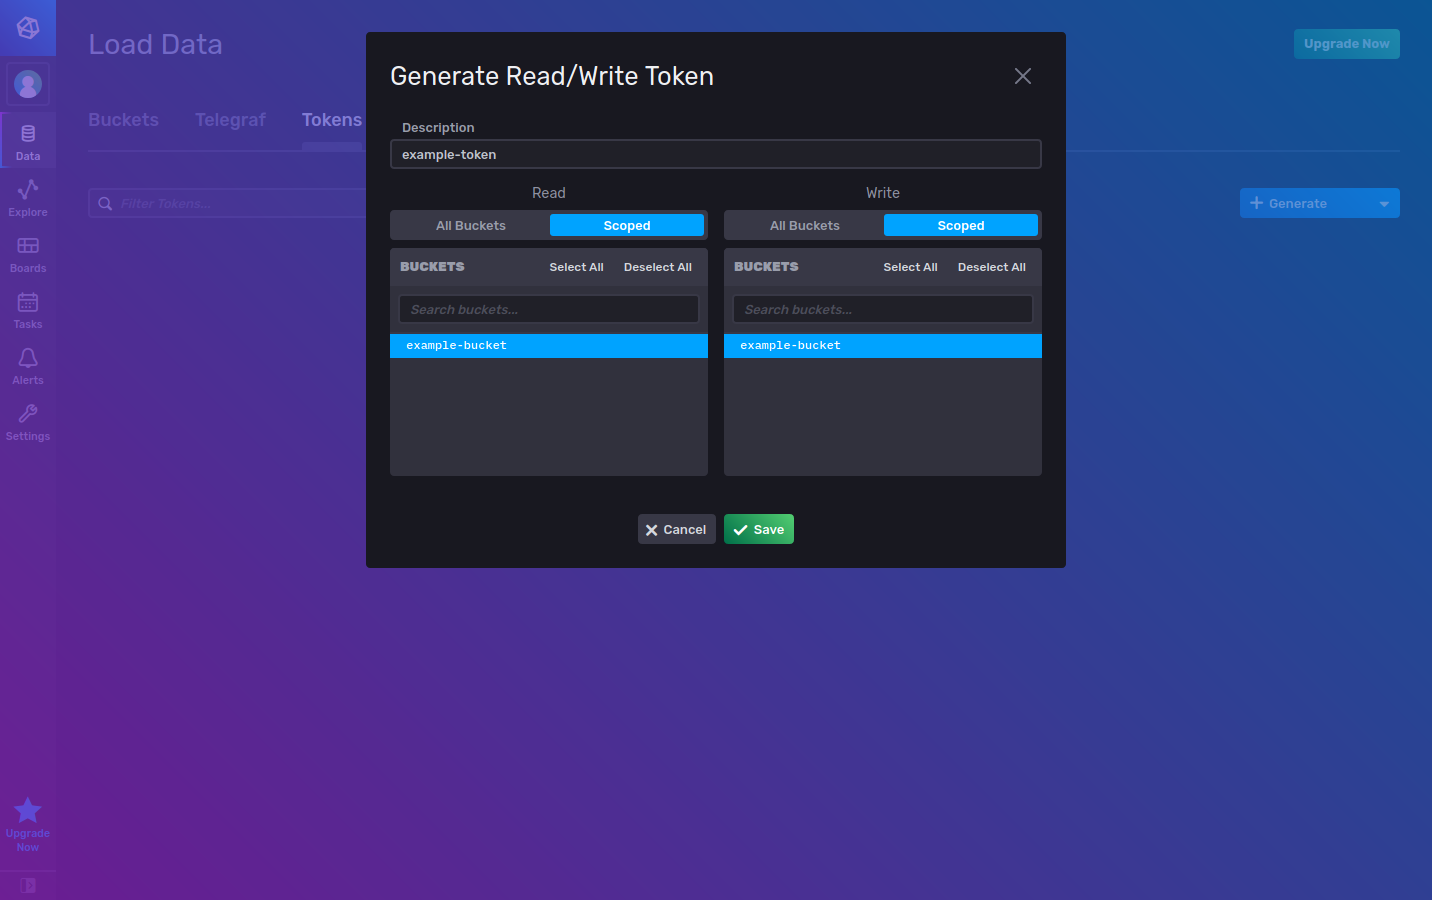 Load Data
Upgrade Now
Buckets Telegraf Tokens
Filter Tokens...
Generate
Data
Explore
Boards
Tasks
Alerts
Settings
Upgrade
Now
Generate Read/Write Token
Description
example-token
Read Write
All Buckets Scoped All Buckets Scoped
BUCKETS Select All Deselect All BUCKETS Select All Deselect All
Search buckets... Search buckets...
example-bucket example-bucket
Cancel Save